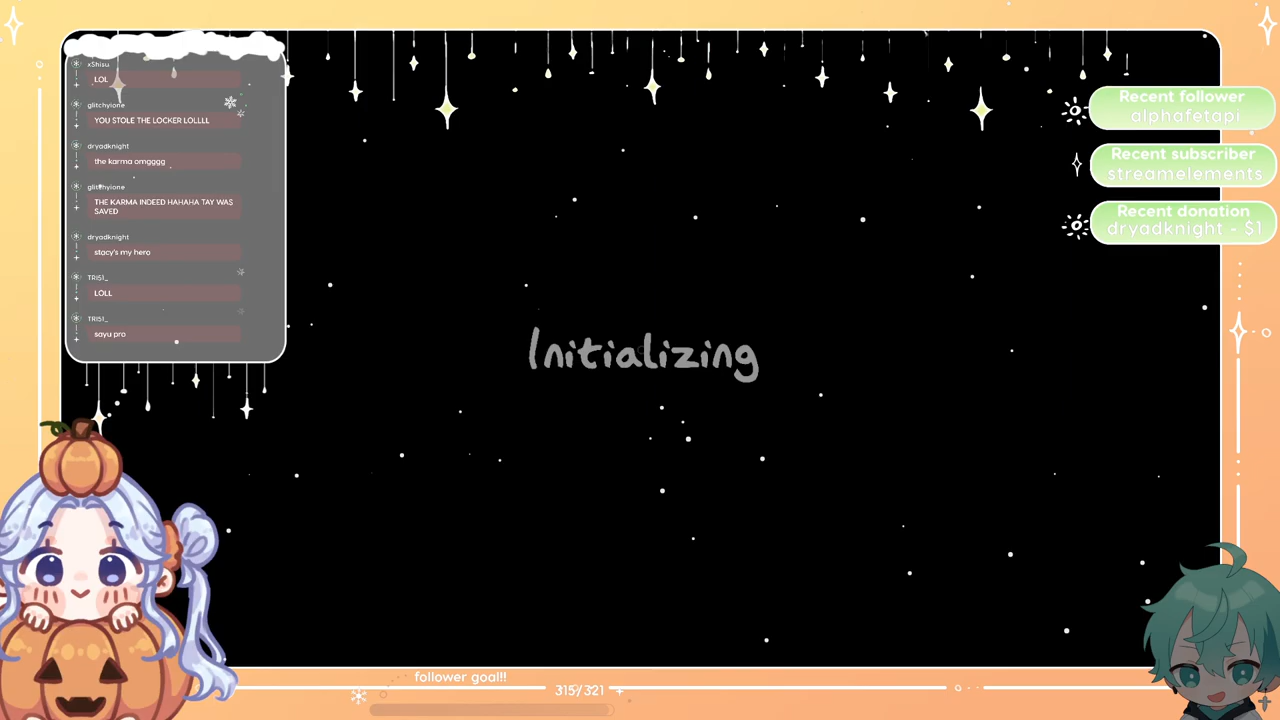 xShisu
LOL
glitchyione
YOU STOLE THE LOCKER LOLLLL
dryadknight
the karma omgggg
glitchyione
THE KARMA INDEED HAHAHA TAY WAS
SAVED
dryadknight
stacy's my hero
TRI51_
LOLL
TRI51_
sayu pro
Initializing
Recent follower
alphafetapi
Recent subscriber
streamelements
Recent donation
dryadknight - $1
follower goal!!
315/321